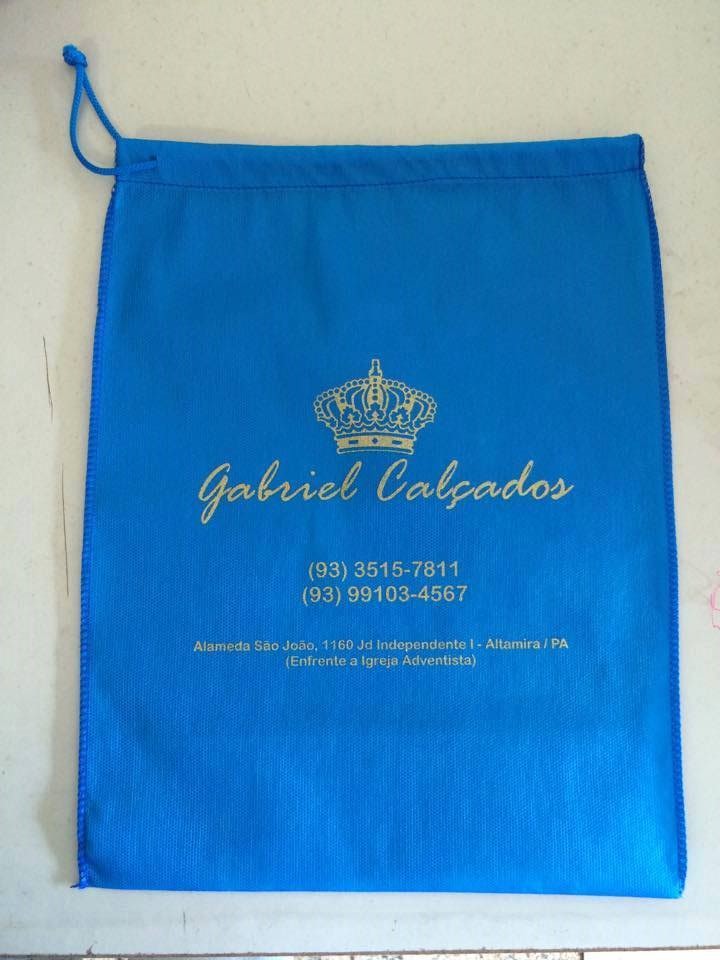 Gabriel Calçados
(93) 3515-7811
(93) 99103-4567
Alameda São João, 1160 Jd Independente I - Altamira / PA
(Enfrente a Igreja Adventista)